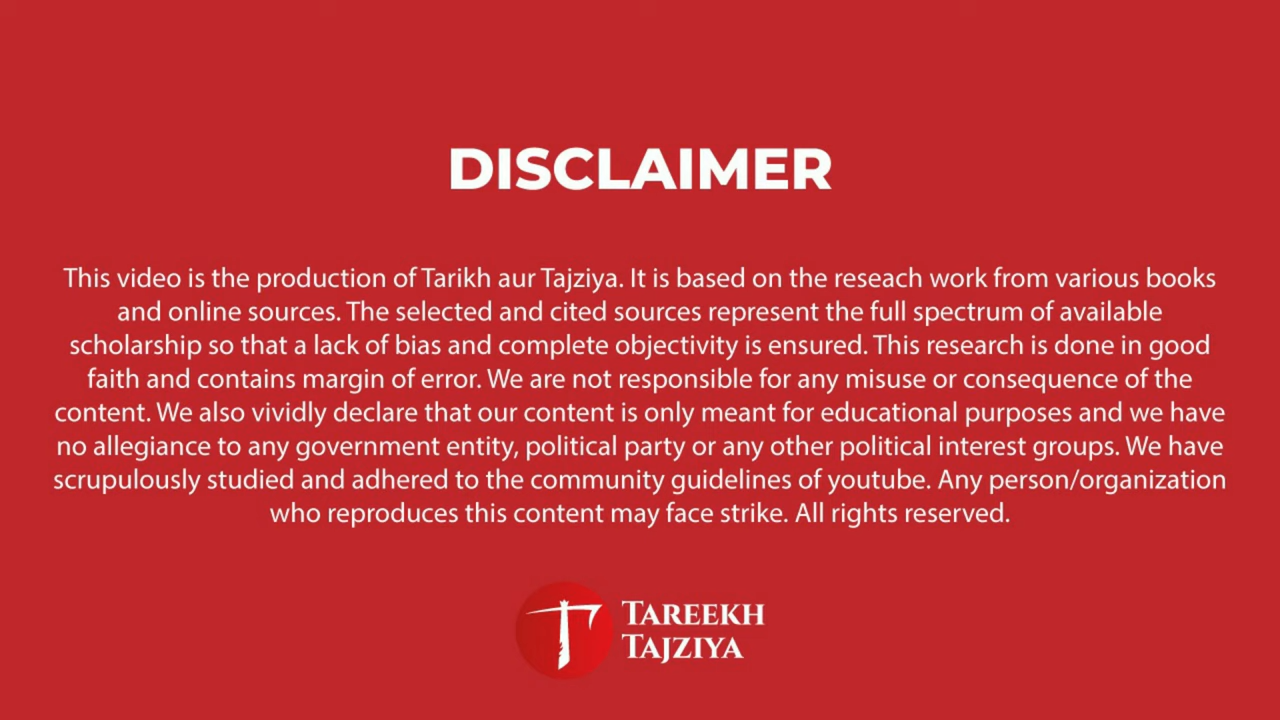 DISCLAIMER
This video is the production of Tarikh aur Tajziya. It is based on the reseach work from various books
and online sources. The selected and cited sources represent the full spectrum of available
scholarship so that a lack of bias and complete objectivity is ensured. This research is done in good
faith and contains margin of error. We are not responsible for any misuse or consequence of the
content. We also vividly declare that our content is only meant for educational purposes and we have
no allegiance to any government entity, political party or any other political interest groups. We have
scrupulously studied and adhered to the community guidelines of youtube. Any person/organization
who reproduces this content may face strike. All rights reserved.
TAREEKH
TAJZIYA